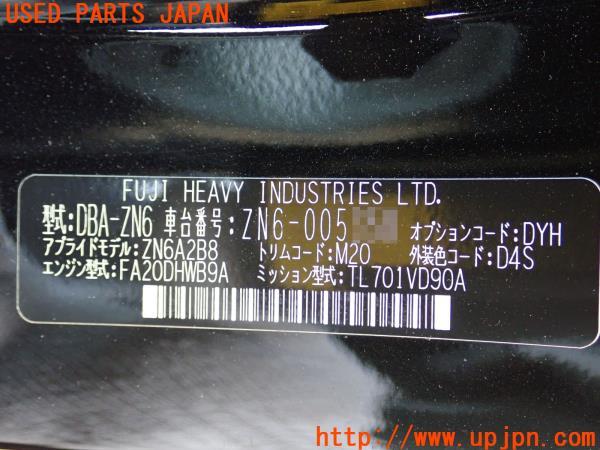 USED PARTS JAPAN
FUJI HEAVY INDUSTRIES LTD.
型式:DBA-ZN6 車台番号:ZN6-005 オプションコード:DYH
アプライドモデル:ZN6A2B8 トリムコード:M20 外装色コード:D4S
エンジン型式:FA20DHWB9A ミッション型式:TL701VD90A
http://www.upjpn.com/